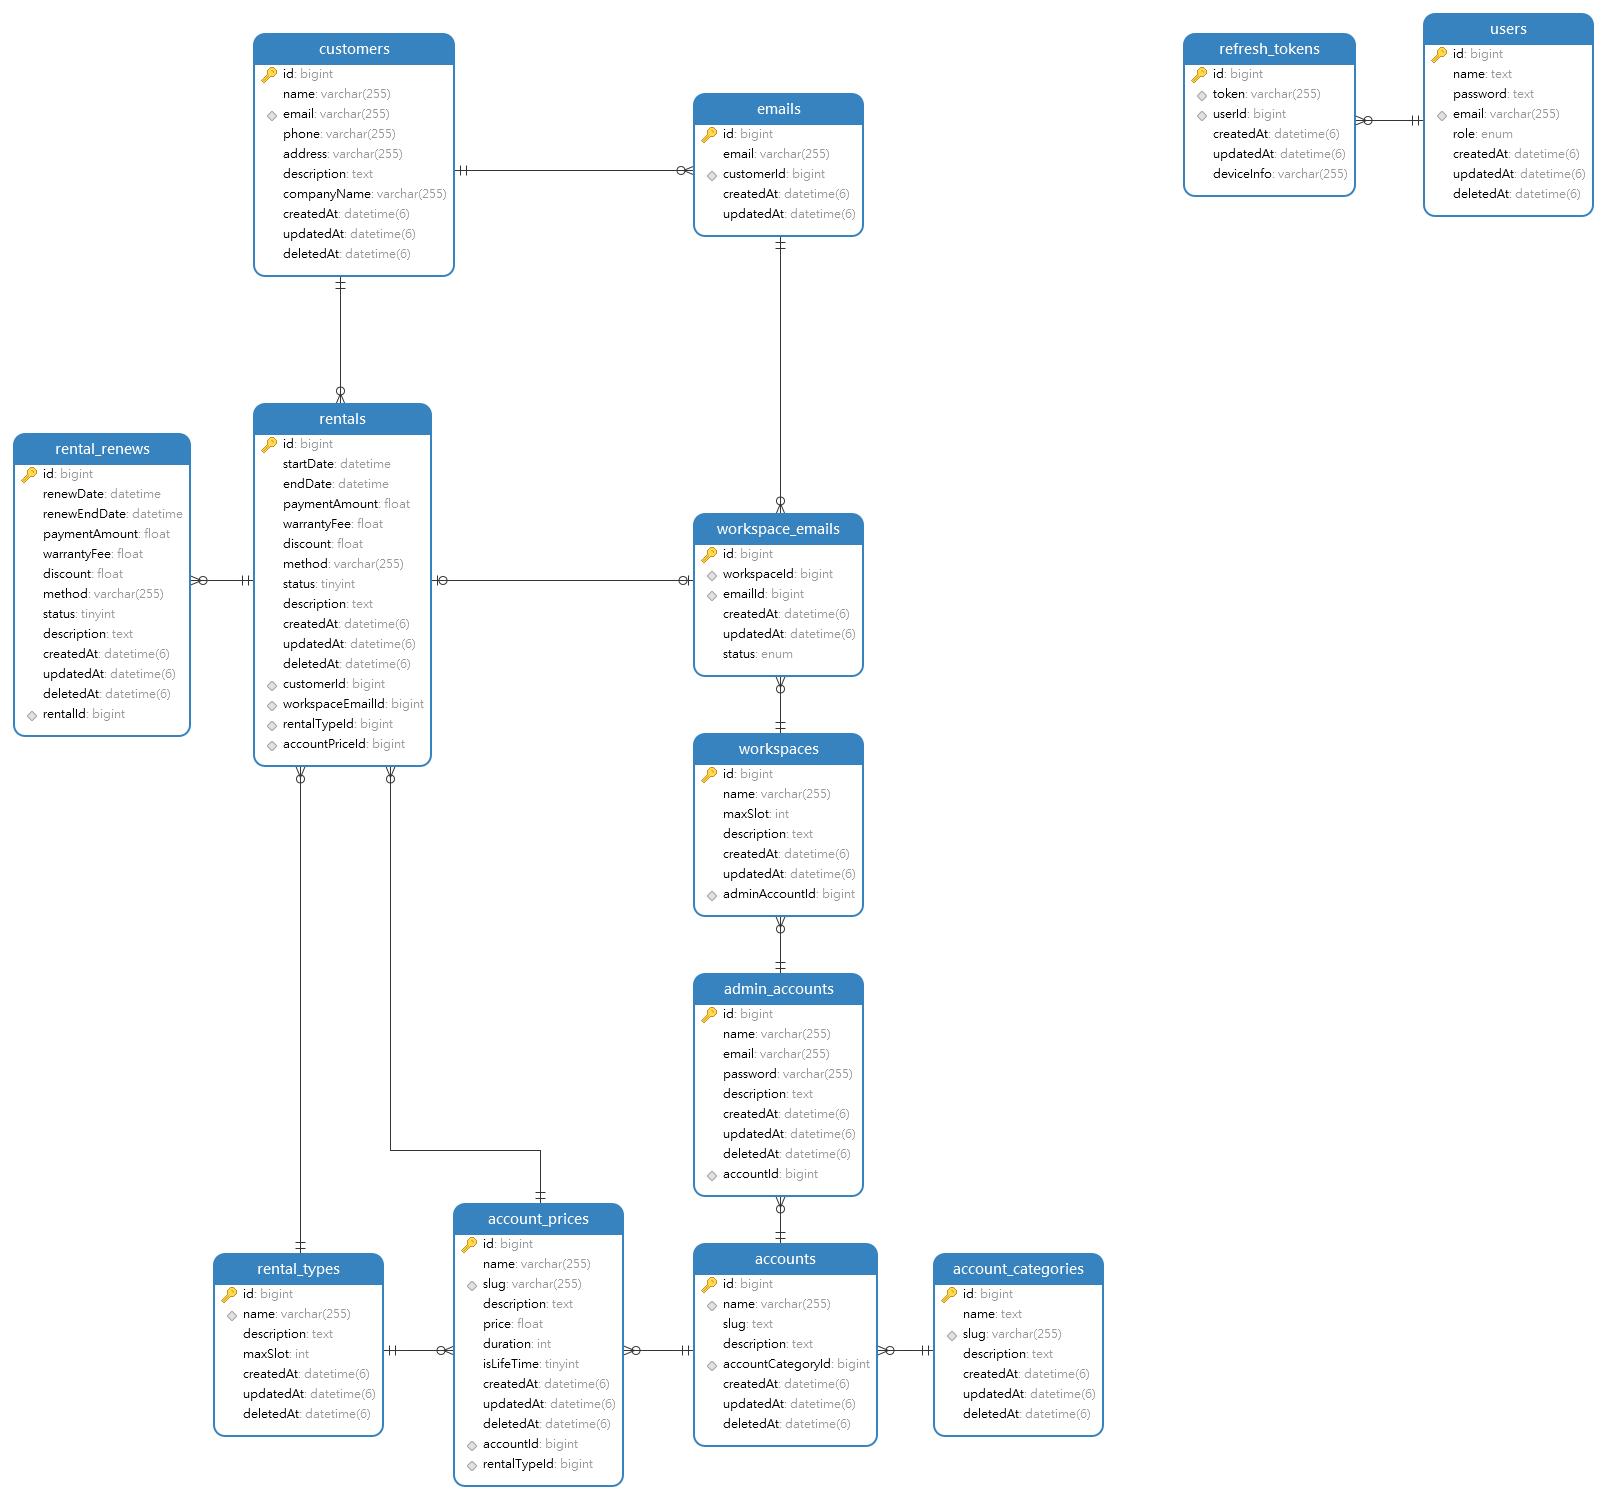 customers
id: bigint
name: varchar(255)
email: varchar(255)
phone: varchar(255)
address: varchar(255)
description: text
companyName: varchar(255)
createdAt: datetime(6)
updatedAt: datetime(6)
deletedAt: datetime(6)
emails
id: bigint
email: varchar(255)
customerId: bigint
createdAt: datetime(6)
updatedAt: datetime(6)
refresh_tokens
id: bigint
token: varchar(255)
userId: bigint
createdAt: datetime(6)
updatedAt: datetime(6)
deviceInfo: varchar(255)
users
id: bigint
name: text
password: text
email: varchar(255)
role: enum
createdAt: datetime(6)
updatedAt: datetime(6)
deletedAt: datetime(6)
rental_renews
id: bigint
renewDate: datetime
renewEndDate: datetime
paymentAmount: float
warrantyFee: float
discount: float
method: varchar(255)
status: tinyint
description: text
createdAt: datetime(6)
updatedAt: datetime(6)
deletedAt: datetime(6)
rentalId: bigint
rentals
id: bigint
startDate: datetime
endDate: datetime
paymentAmount: float
warrantyFee: float
discount: float
method: varchar(255)
status: tinyint
description: text
createdAt: datetime(6)
updatedAt: datetime(6)
deletedAt: datetime(6)
customerId: bigint
workspaceEmailId: bigint
rentalTypeId: bigint
accountPriceId: bigint
workspace_emails
id: bigint
workspaceId: bigint
emailId: bigint
createdAt: datetime(6)
updatedAt: datetime(6)
status: enum
workspaces
id: bigint
name: varchar(255)
maxSlot: int
description: text
createdAt: datetime(6)
updatedAt: datetime(6)
adminAccountId: bigint
admin_accounts
id: bigint
name: varchar(255)
email: varchar(255)
password: varchar(255)
description: text
createdAt: datetime(6)
updatedAt: datetime(6)
deletedAt: datetime(6)
accountId: bigint
rental_types
id: bigint
name: varchar(255)
description: text
maxSlot: int
createdAt: datetime(6)
updatedAt: datetime(6)
deletedAt: datetime(6)
account_prices
id: bigint
name: varchar(255)
slug: varchar(255)
description: text
price: float
duration: int
isLifeTime: tinyint
createdAt: datetime(6)
updatedAt: datetime(6)
deletedAt: datetime(6)
accountId: bigint
rentalTypeId: bigint
accounts
id: bigint
name: varchar(255)
slug: text
description: text
accountCategoryId: bigint
createdAt: datetime(6)
updatedAt: datetime(6)
deletedAt: datetime(6)
account_categories
id: bigint
name: text
slug: varchar(255)
description: text
createdAt: datetime(6)
updatedAt: datetime(6)
deletedAt: datetime(6)